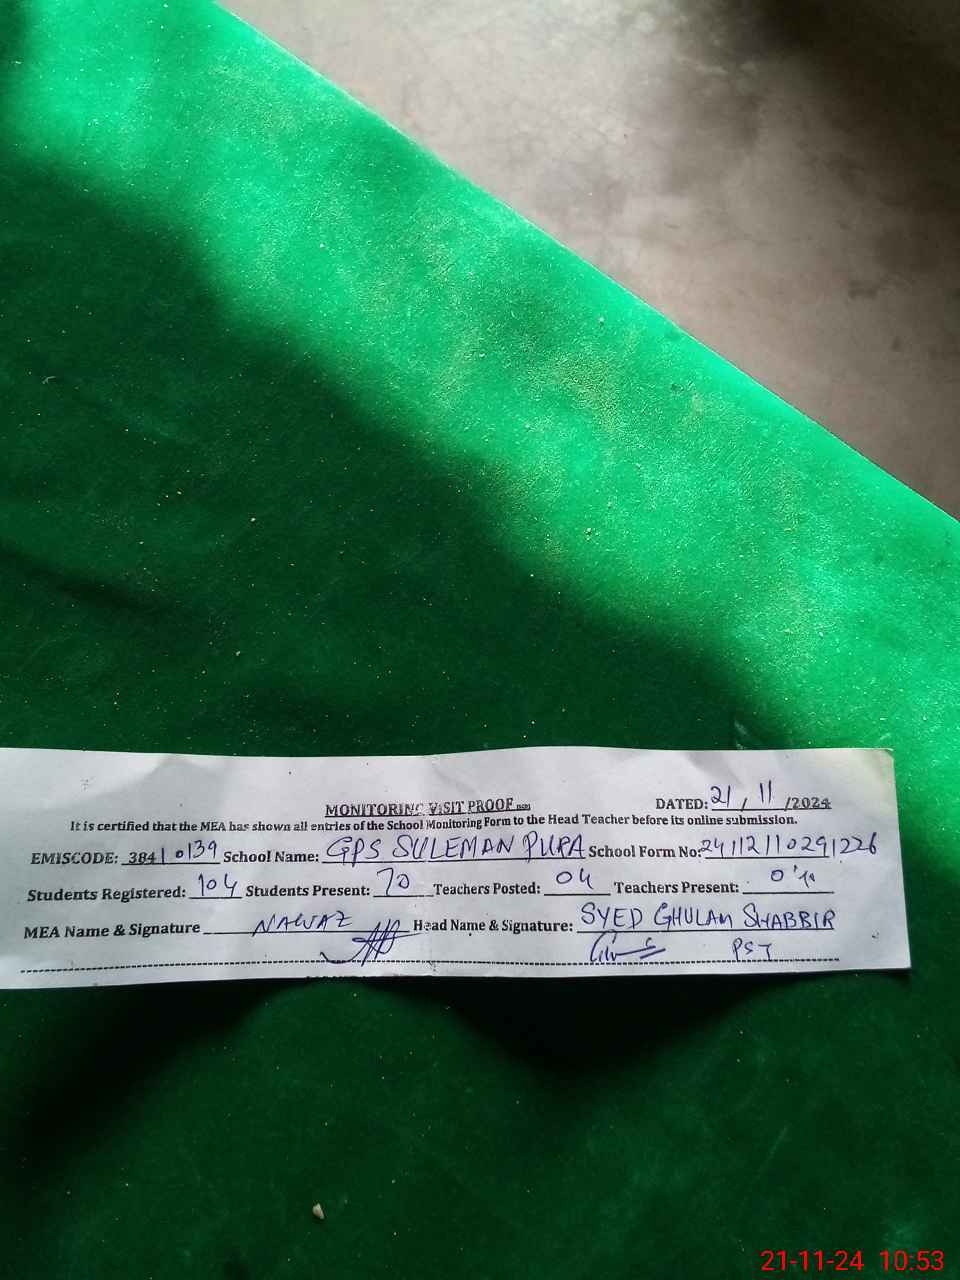 MONITORING VISIT PROOF
DATED: 21 / 11 /2024
It is certified that the MEA has shown all entries of the School Monitoring Form to the Head Teacher before its online submission.
EMISCODE: 38410139 School Name: GPS SULEMAN PURA School Form No: 241121110291226
Students Registered: 104 Students Present: 70 Teachers Posted: 04 Teachers Present:
MEA Name & Signature NAWAZ Head Name & Signature: SYED GHULAM SHABBIR
PST
21-11-24 10:53